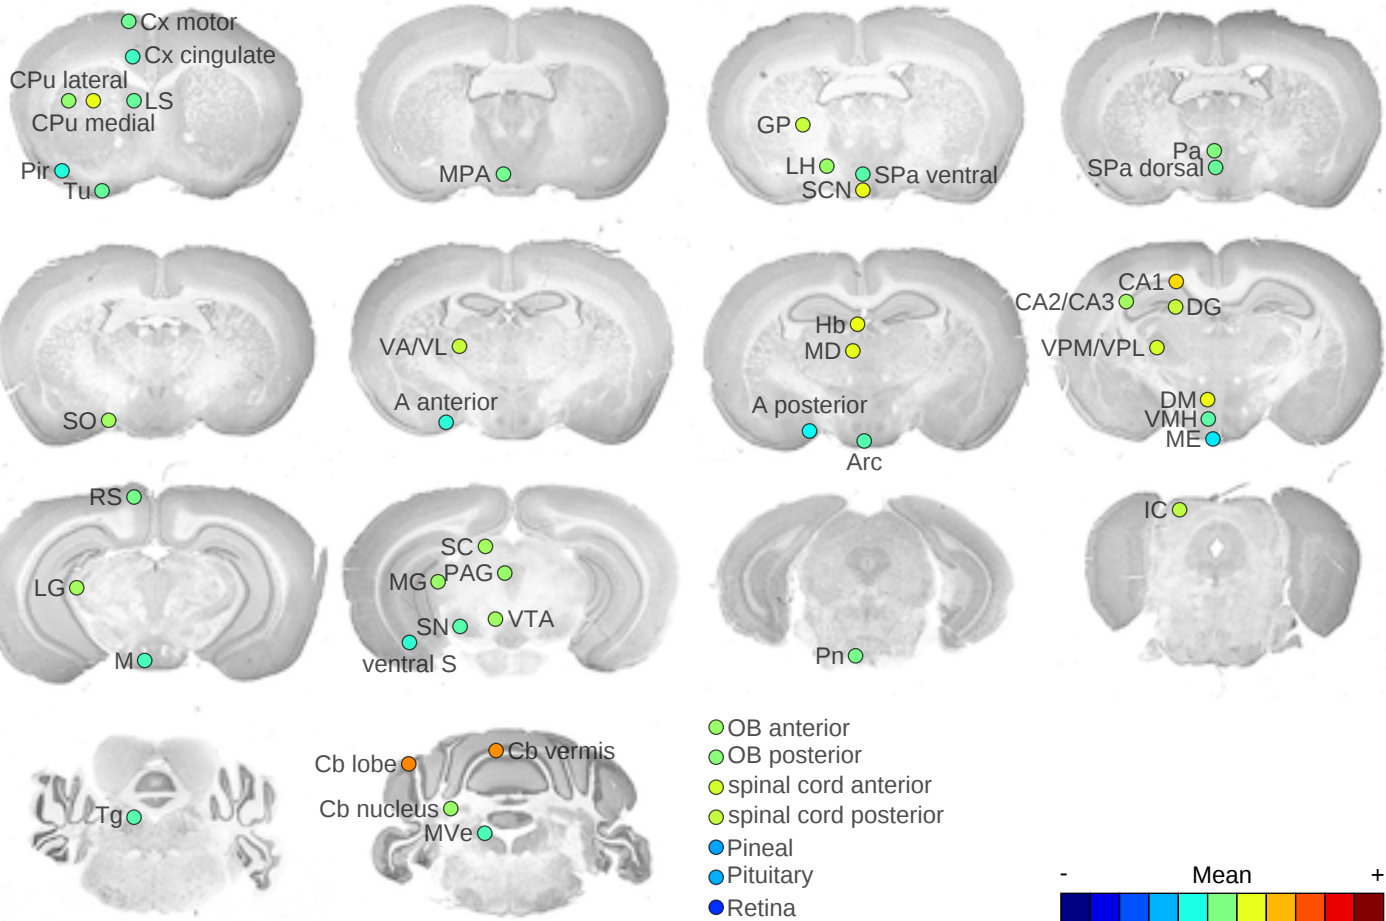 Cx motor
Cx cingulate
CPu lateral
LS
CPu medial
Pir
Tu
MPA
GP
LH
SPa ventral
SCN
Pa
SPa dorsal
SO
VA/VL
A anterior
Hb
MD
A posterior
Arc
CA1
CA2/CA3
DG
VPM/VPL
DM
VMH
ME
RS
LG
M
SC
MG
PAG
SN
VTA
ventral S
Pn
IC
Tg
Cb lobe
Cb vermis
Cb nucleus
MVe
OB anterior
OB posterior
spinal cord anterior
spinal cord posterior
Pineal
Pituitary
Retina
- Mean +